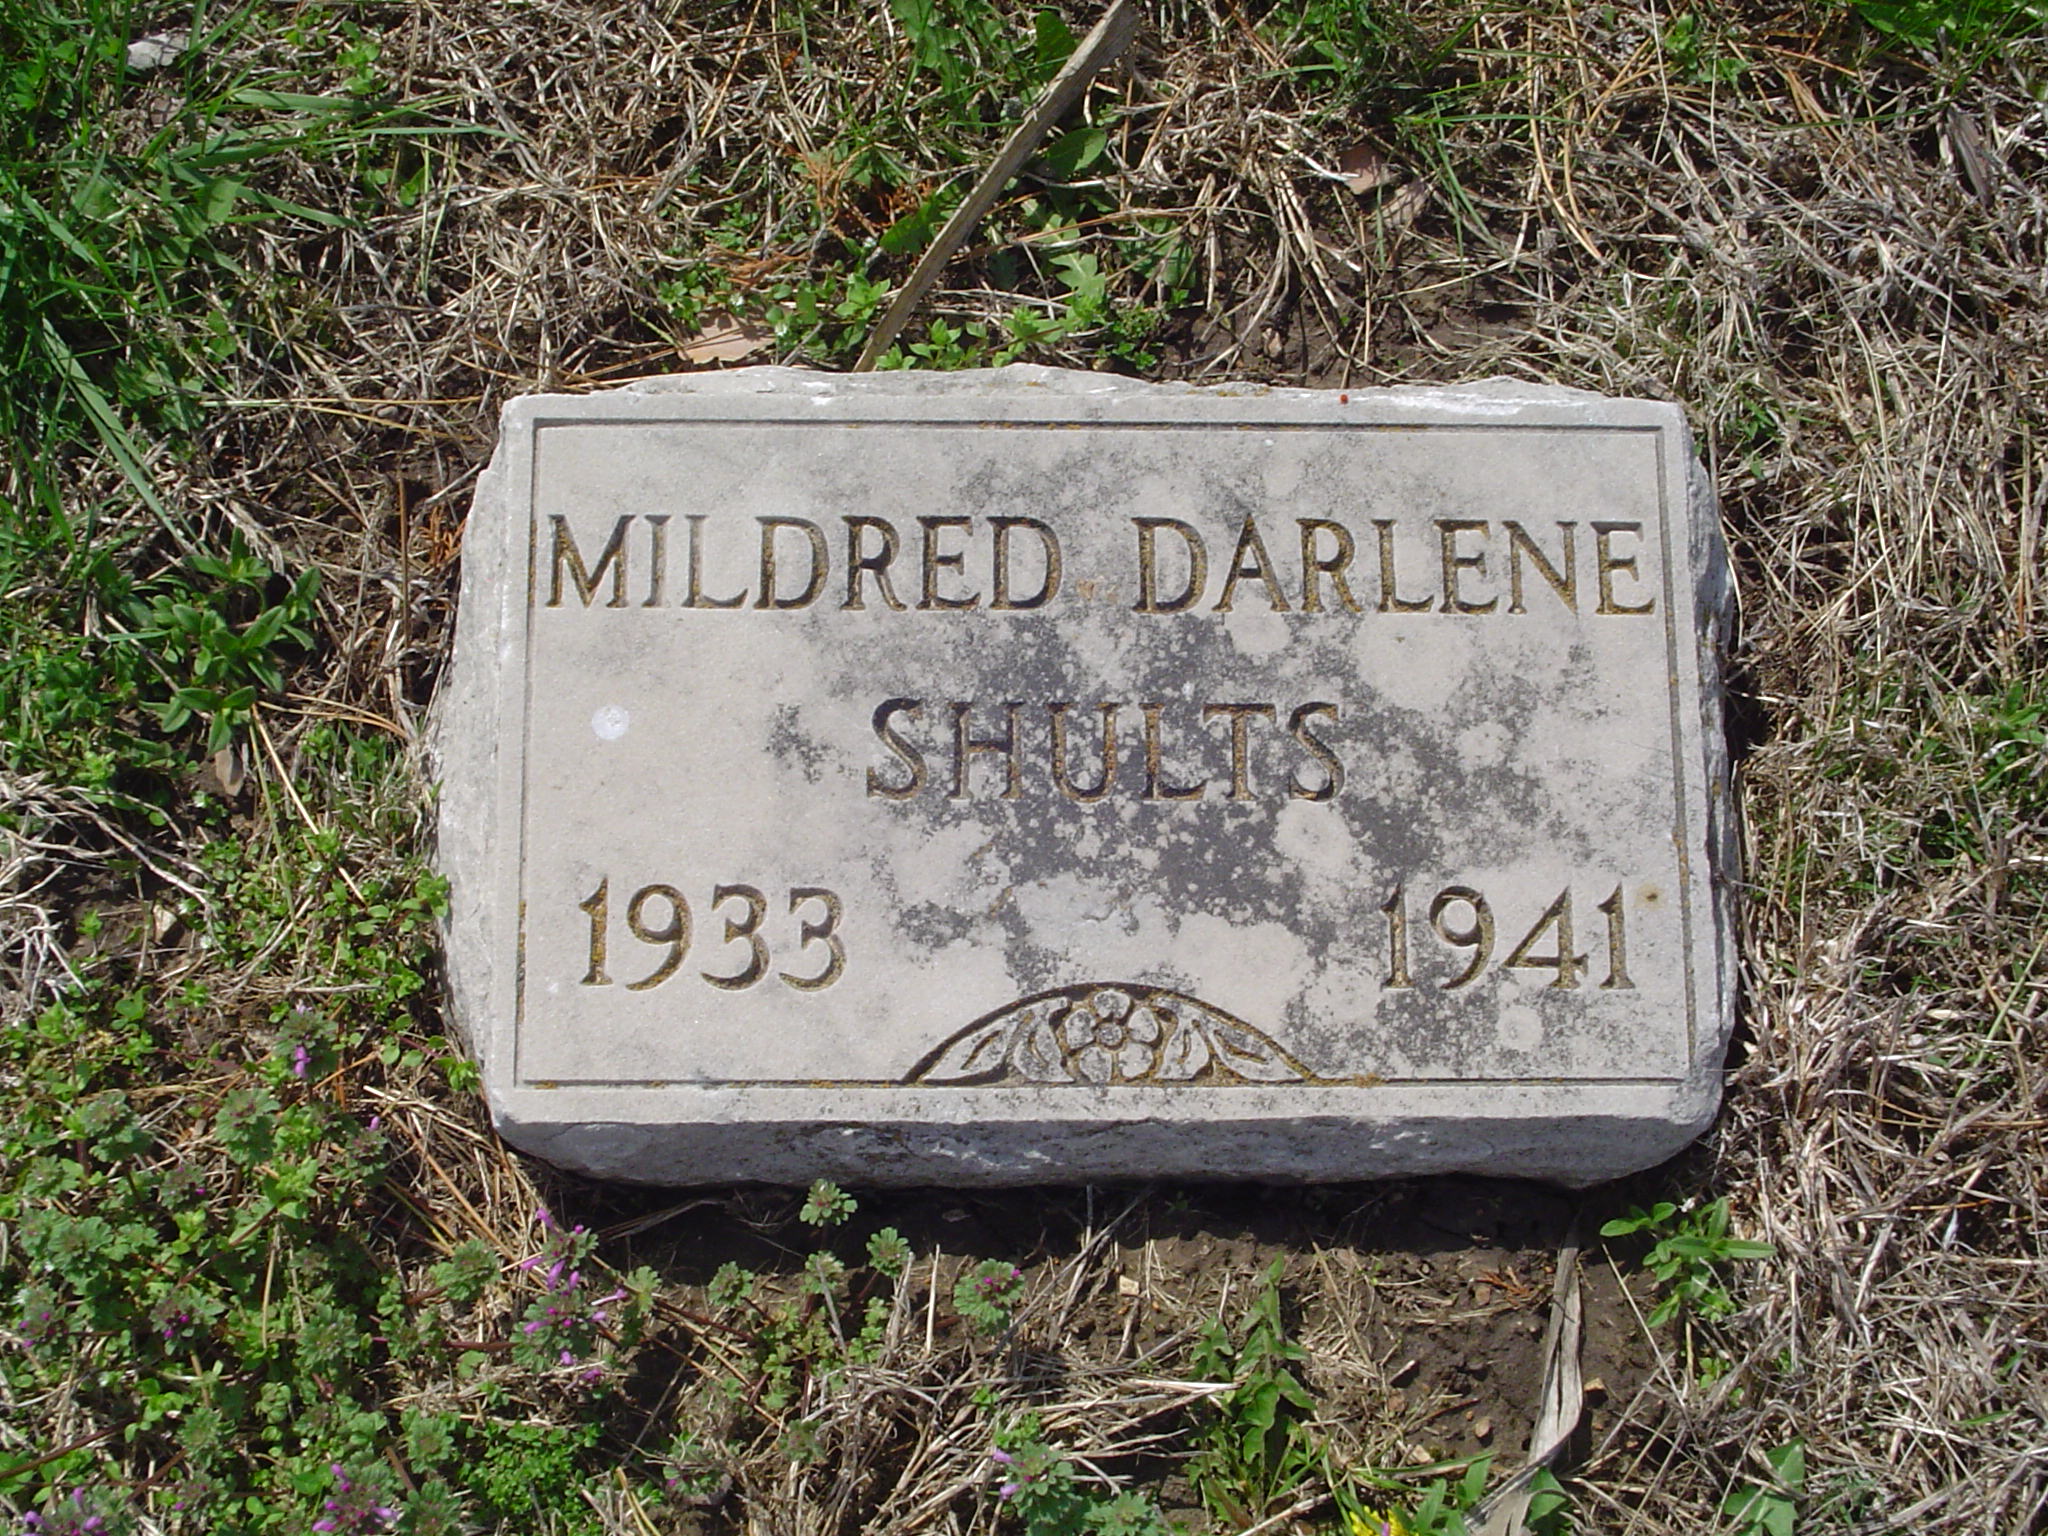 MILDRED DARLENE
SHULTS
1933 1941